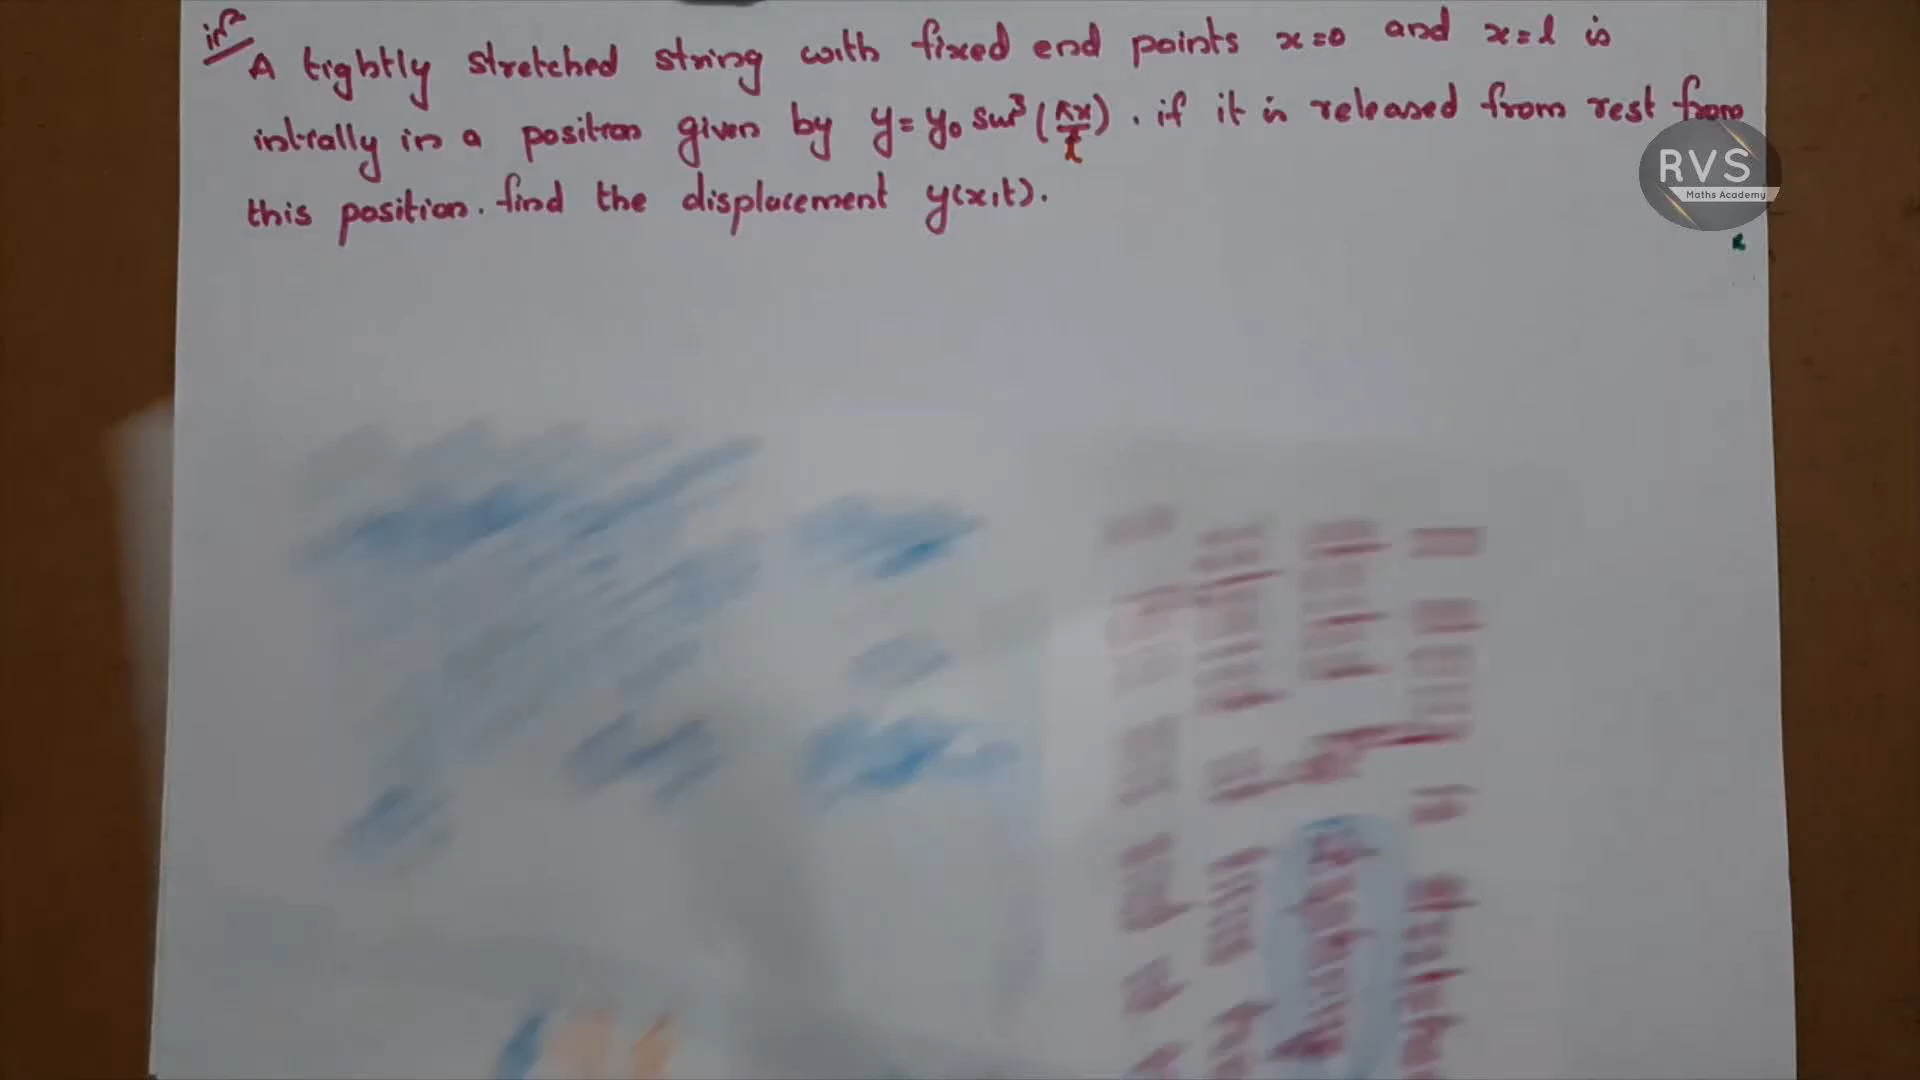 imp
A tightly stretched string with fixed end points x=0 and x=l is
initially in a position given by y= y₀ sin³ (πx/l). if it is released from rest from
this position. find the displacement y(x,t).
RVS
Maths Academy